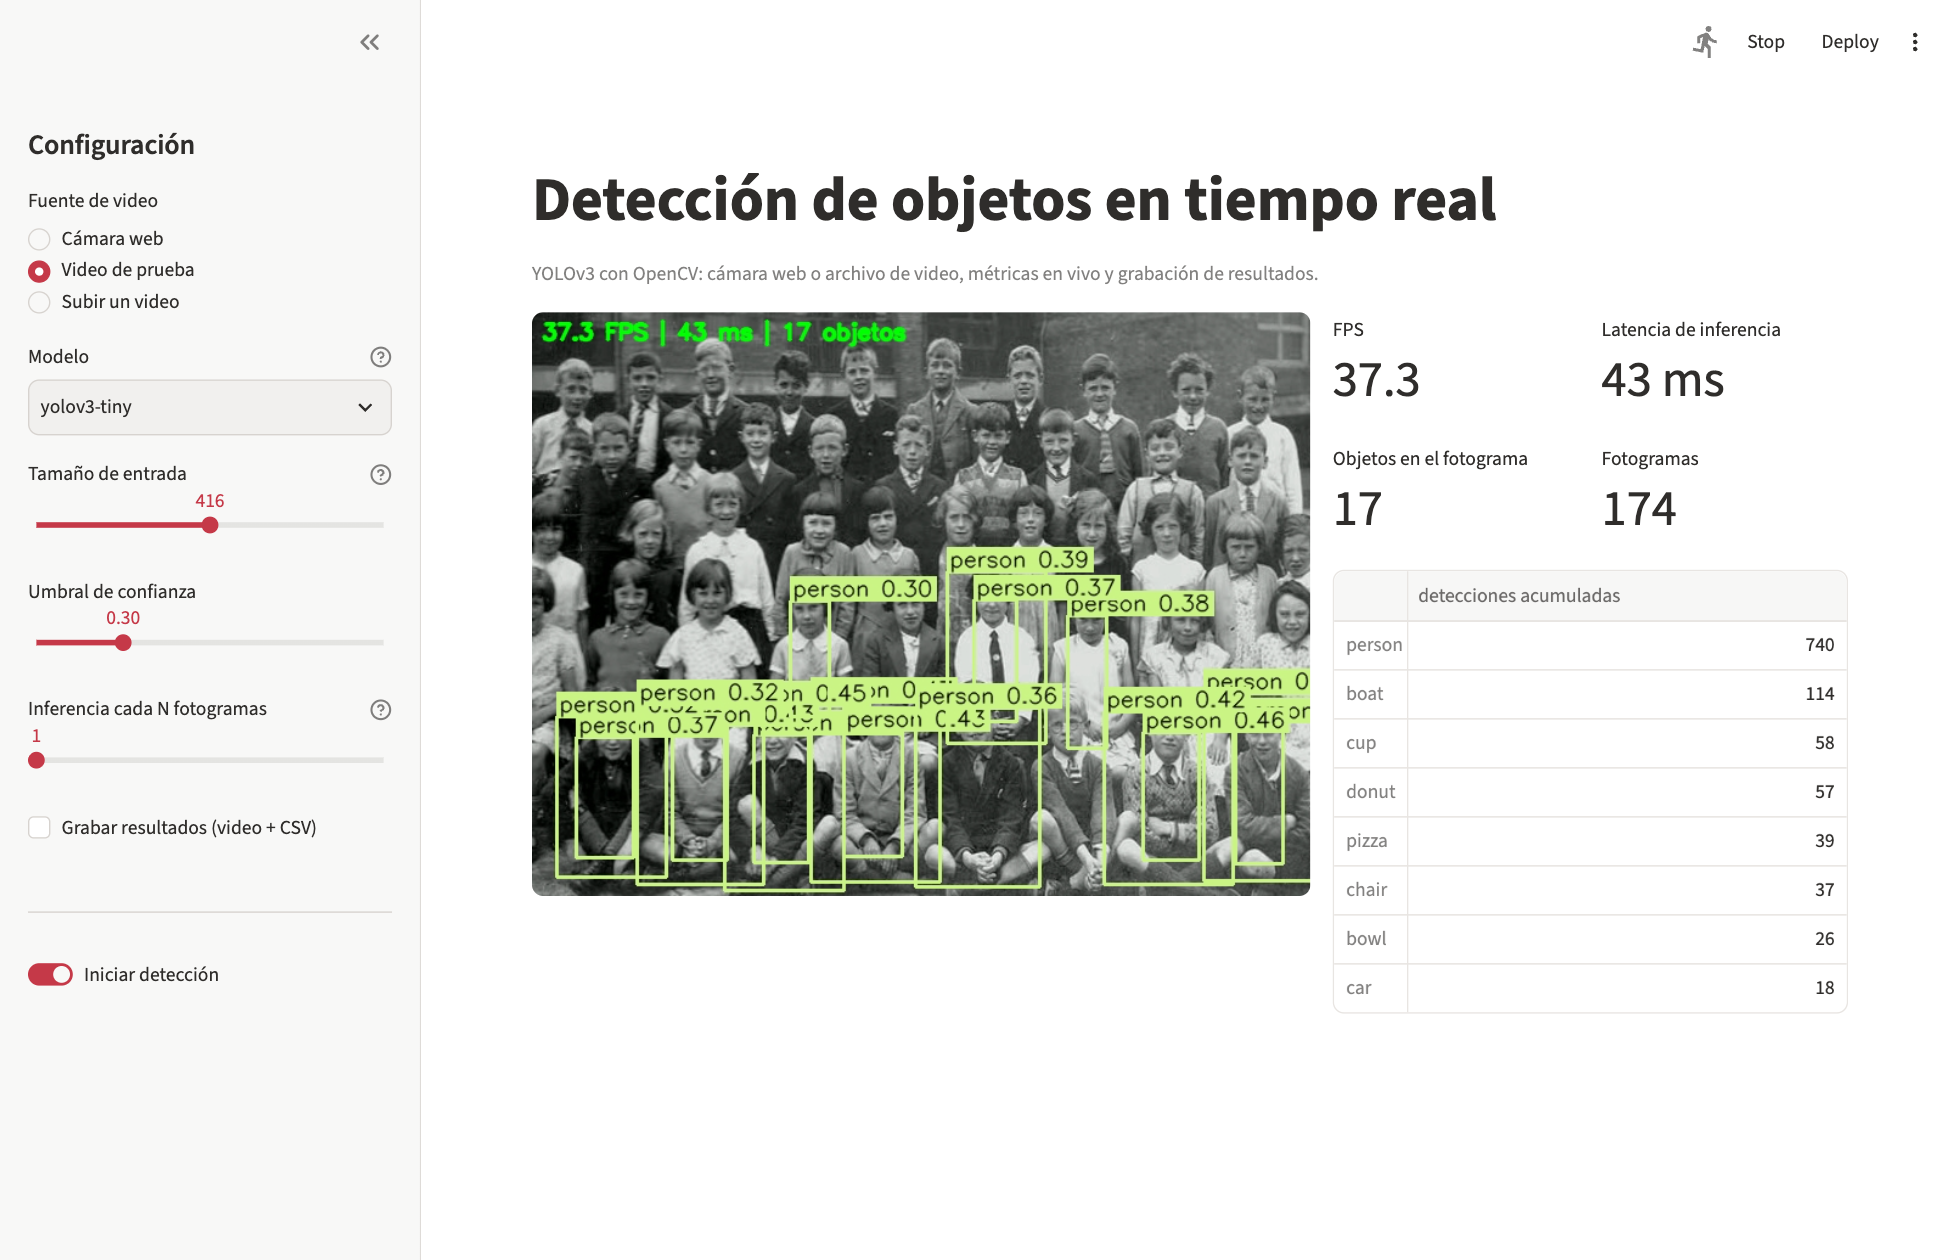 Stop
Deploy
Configuración
Fuente de video
Cámara web
Video de prueba
Subir un video
Modelo
yolov3-tiny
Tamaño de entrada
416
Umbral de confianza
0.30
Inferencia cada N fotogramas
1
Grabar resultados (video + CSV)
Iniciar detección
Detección de objetos en tiempo real
YOLOv3 con OpenCV: cámara web o archivo de video, métricas en vivo y grabación de resultados.
37.3 FPS | 43 ms | 17 objetos
person 0.39
person 0.30
person 0.37
person 0.38
person 0
person 0.32
0.45
person 0.36
person 0.42
person
person 0.46
0.37
person 0.43
FPS
37.3
Latencia de inferencia
43 ms
Objetos en el fotograma
17
Fotogramas
174
detecciones acumuladas
person 740
boat 114
cup 58
donut 57
pizza 39
chair 37
bowl 26
car 18